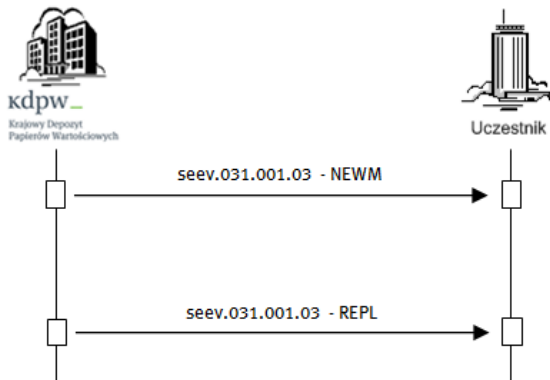 kdpw_
Krajowy Depozyt
Papierów Wartościowych
Uczestnik
seev.031.001.03 - NEWM
seev.031.001.03 - REPL